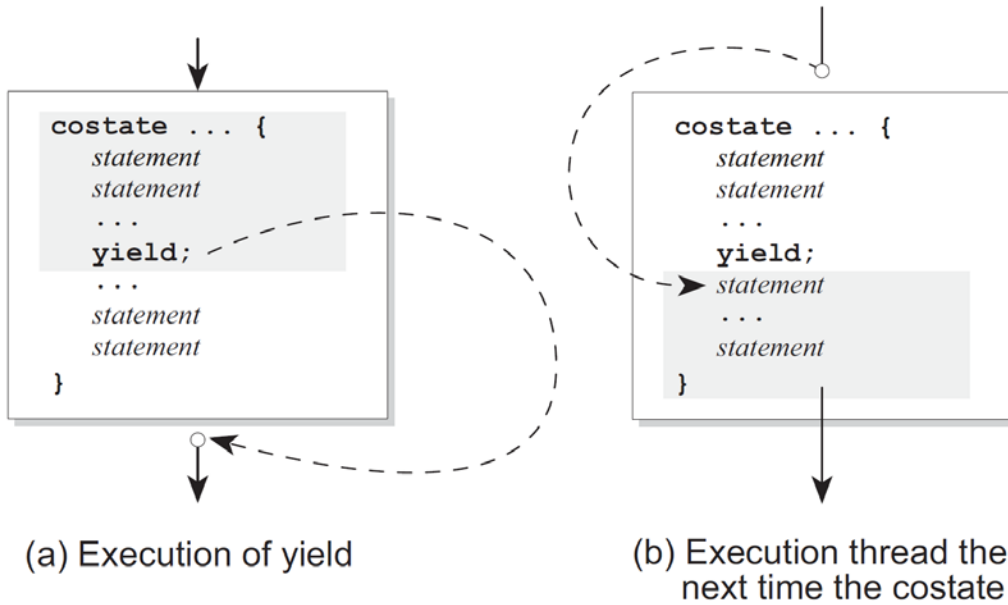 costate ... {
statement
statement
...
yield;
...
statement
statement
}
(a) Execution of yield
costate ... {
statement
statement
...
yield;
statement
...
statement
}
(b) Execution thread the
next time the costate